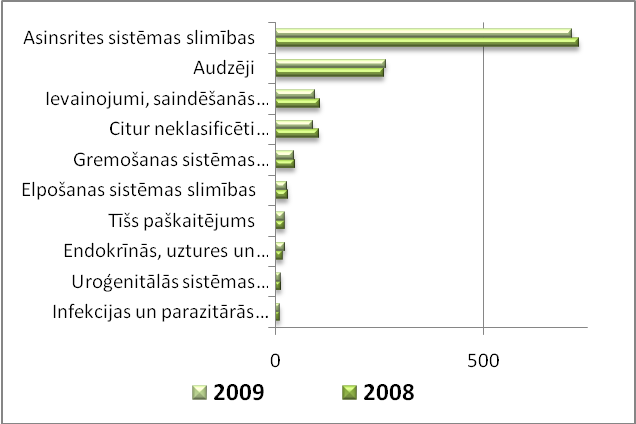 Asinsrites sistēmas slimības
Audzēji
Ievainojumi, saindēšanās...
Citur neklasificēti...
Gremošanas sistēmas...
Elpošanas sistēmas slimības
Tīšs paškaitējums
Endokrīnās, uztures un...
Uroģenitālās sistēmas...
Infekcijas un parazitārās...
0 500
2009 2008